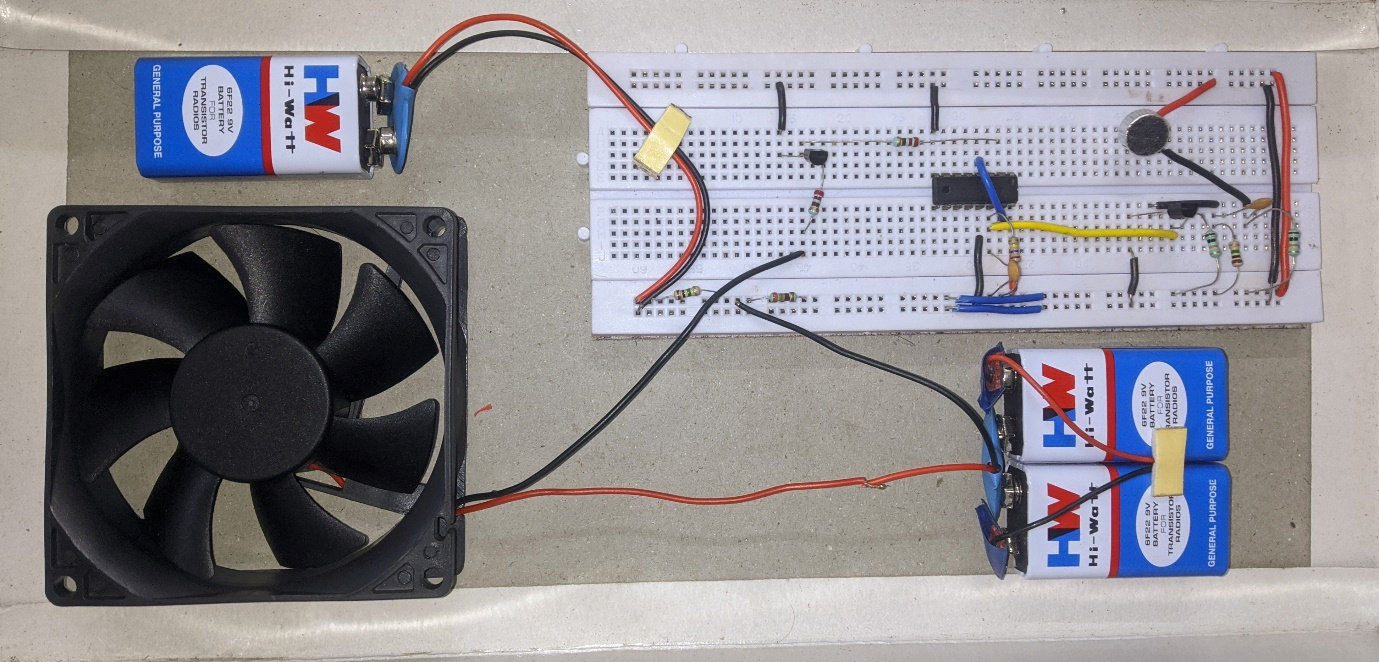 HW
Hi-Watt
6F22 9V
BATTERY
FOR
TRANSISTOR
RADIOS
GENERAL PURPOSE
HW
Hi-Watt
6F22 9V
BATTERY
FOR
TRANSISTOR
GENERAL PURPOSE
HW
Hi-Watt
6F22 9V
BATTERY
FOR
TRANSISTOR
RADIOS
GENERAL PURPOSE